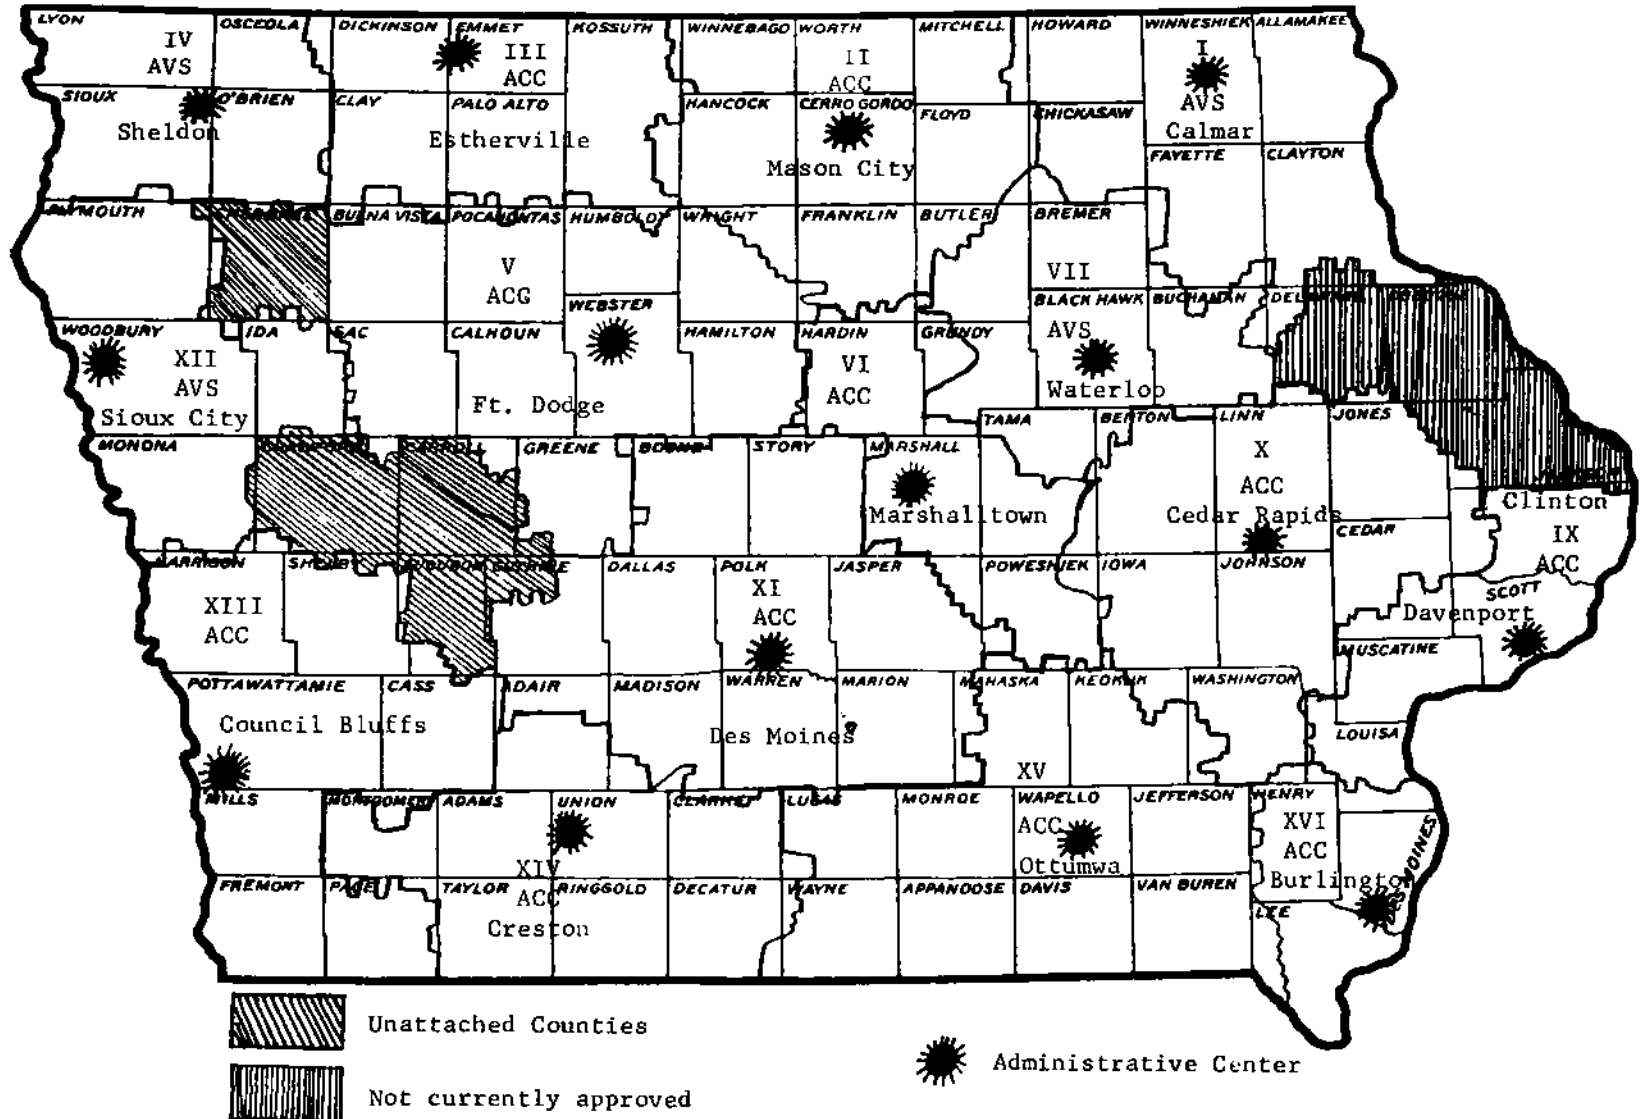 LYON OSCEOLA DICKINSON EMMET KOSSUTH WINNEBAGO WORTH MITCHELL HOWARD WINNESHIEK ALLAMAKEE
IV
AVS
III
ACC
II
ACC
I
AVS
Calmar
SIOUX O'BRIEN CLAY PALO ALTO HANCOCK CERRO GORDO FLOYD CHICKASAW
Sheldon
Estherville
Mason City
FAYETTE CLAYTON
PLYMOUTH BUENA VISTA POCAHONTAS HUMBOLDT WRIGHT FRANKLIN BUTLER BREMER
V
ACG
VII
WEBSTER
BLACK HAWK BUCHANAN
AVS
Waterloo
WOODBURY IDA SAC CALHOUN HAMILTON HARDIN GRUNDY
XII
AVS
Sioux City
Ft. Dodge
VI
ACC
MONONA GREENE BOONE STORY MARSHALL TAMA BENTON LINN JONES
Marshalltown
X
ACC
Cedar Rapids
Clinton
CEDAR
IX
ACC
HARRISON SHELBY DALLAS POLK JASPER POWESHIEK IOWA JOHNSON
SCOTT
Davenport
MUSCATINE
XIII
ACC
XI
ACC
POTTAWATTAMIE CASS ADAIR MADISON WARREN MARION MAHASKA KEOKUK WASHINGTON
Council Bluffs
Des Moines
LOUISA
XV
MILLS MONTGOMERY ADAMS UNION CLARKE LUCAS MONROE WAPELLO JEFFERSON HENRY
ACC
Ottumwa
XVI
ACC
Burlington
DES MOINES
XIV
ACC
Creston
FREMONT PAGE TAYLOR RINGGOLD DECATUR WAYNE APPANOOSE DAVIS VAN BUREN LEE
Unattached Counties
Administrative Center
Not currently approved